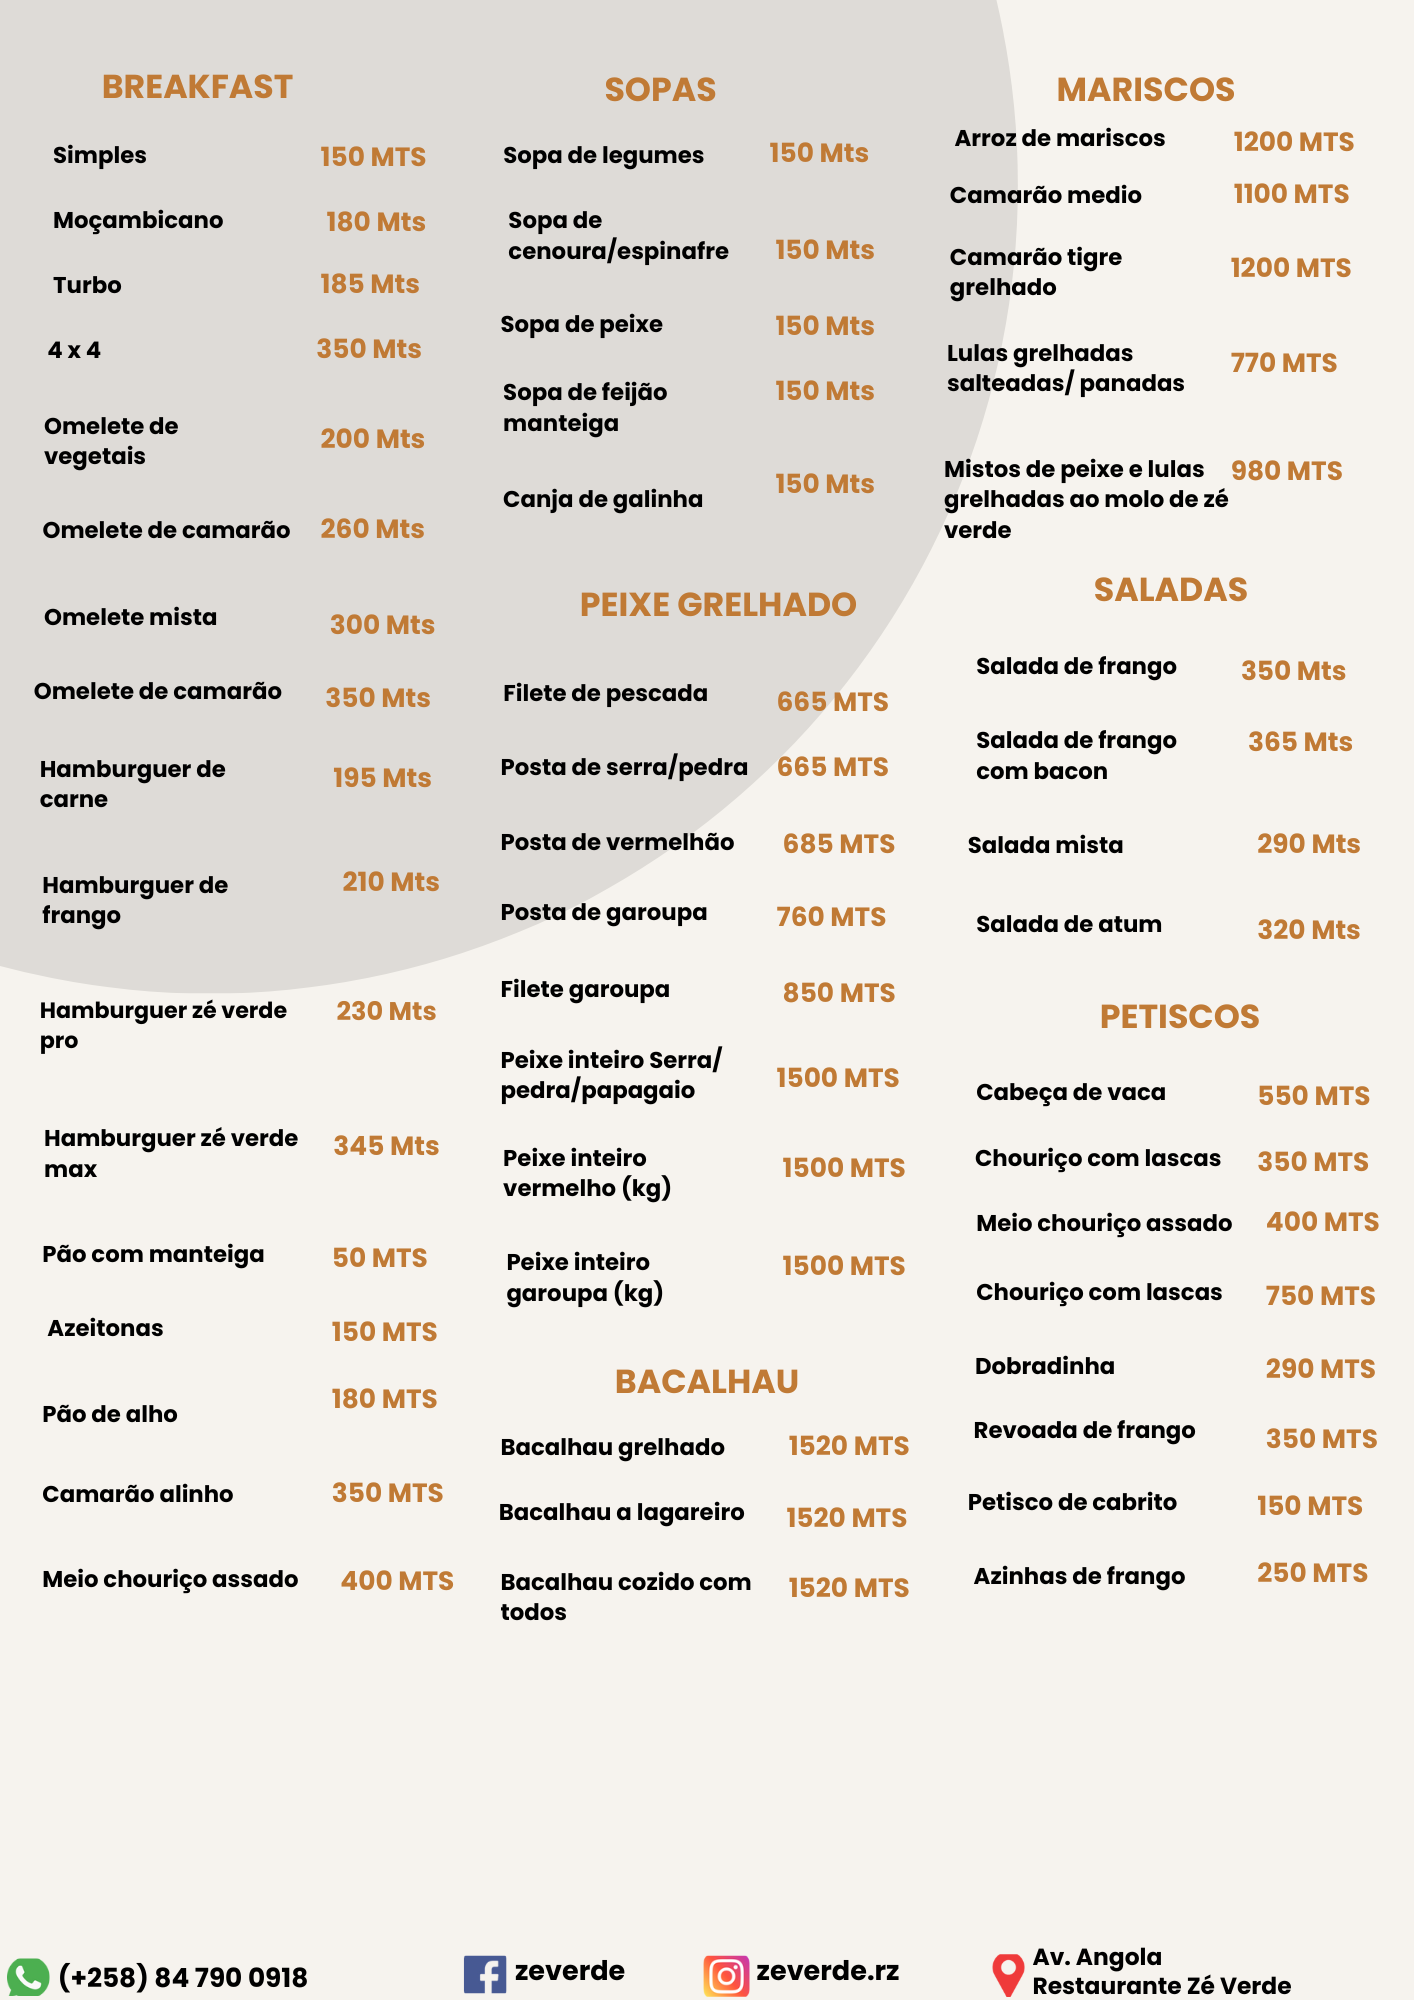 BREAKFAST
Simples 150 MTS
Moçambicano 180 Mts
Turbo 185 Mts
4 x 4 350 Mts
Omelete de
vegetais 200 Mts
Omelete de camarão 260 Mts
Omelete mista 300 Mts
Omelete de camarão 350 Mts
Hamburguer de
carne 195 Mts
Hamburguer de 210 Mts
frango
Hamburguer zé verde 230 Mts
pro
Hamburguer zé verde 345 Mts
max
Pão com manteiga 50 MTS
Azeitonas 150 MTS
Pão de alho 180 MTS
Camarão alinho 350 MTS
Meio chouriço assado 400 MTS
SOPAS
Sopa de legumes 150 Mts
Sopa de
cenoura/espinafre 150 Mts
Sopa de peixe 150 Mts
Sopa de feijão 150 Mts
manteiga
Canja de galinha 150 Mts
PEIXE GRELHADO
Filete de pescada 665 MTS
Posta de serra/pedra 665 MTS
Posta de vermelhão 685 MTS
Posta de garoupa 760 MTS
Filete garoupa 850 MTS
Peixe inteiro Serra/
pedra/papagaio 1500 MTS
Peixe inteiro 1500 MTS
vermelho (kg)
Peixe inteiro 1500 MTS
garoupa (kg)
BACALHAU
Bacalhau grelhado 1520 MTS
Bacalhau a lagareiro 1520 MTS
Bacalhau cozido com 1520 MTS
todos
MARISCOS
Arroz de mariscos 1200 MTS
Camarão medio 1100 MTS
Camarão tigre 1200 MTS
grelhado
Lulas grelhadas 770 MTS
salteadas/ panadas
Mistos de peixe e lulas 980 MTS
grelhadas ao molo de zé
verde
SALADAS
Salada de frango 350 Mts
Salada de frango 365 Mts
com bacon
Salada mista 290 Mts
Salada de atum 320 Mts
PETISCOS
Cabeça de vaca 550 MTS
Chouriço com lascas 350 MTS
Meio chouriço assado 400 MTS
Chouriço com lascas 750 MTS
Dobradinha 290 MTS
Revoada de frango 350 MTS
Petisco de cabrito 150 MTS
Azinhas de frango 250 MTS
(+258) 84 790 0918
zeverde
zeverde.rz
Av. Angola
Restaurante Zé Verde